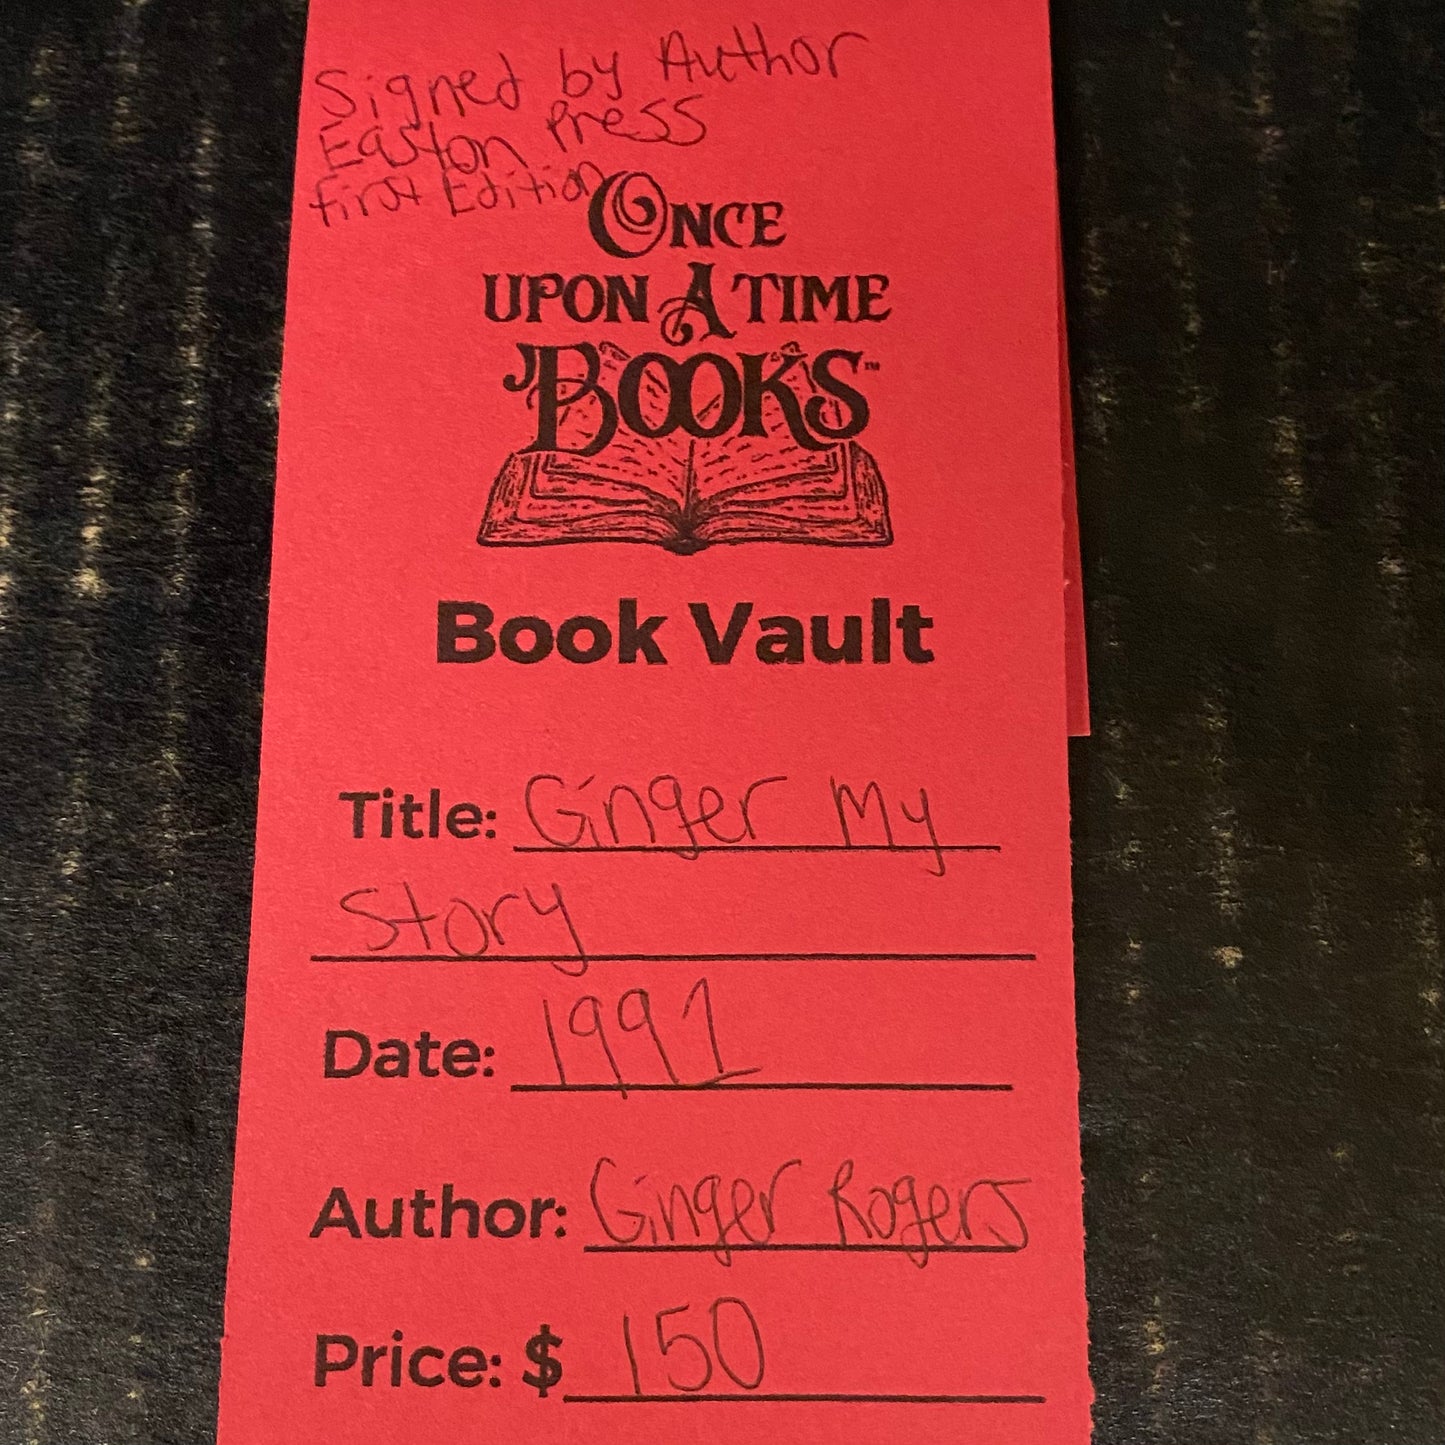 Signed by Author
Easton Press
First Edition
ONCE
UPON A TIME
BOOKS™
Book Vault
Title: Ginger My
Story
Date: 1991
Author: Ginger Rogers
Price: $ 150